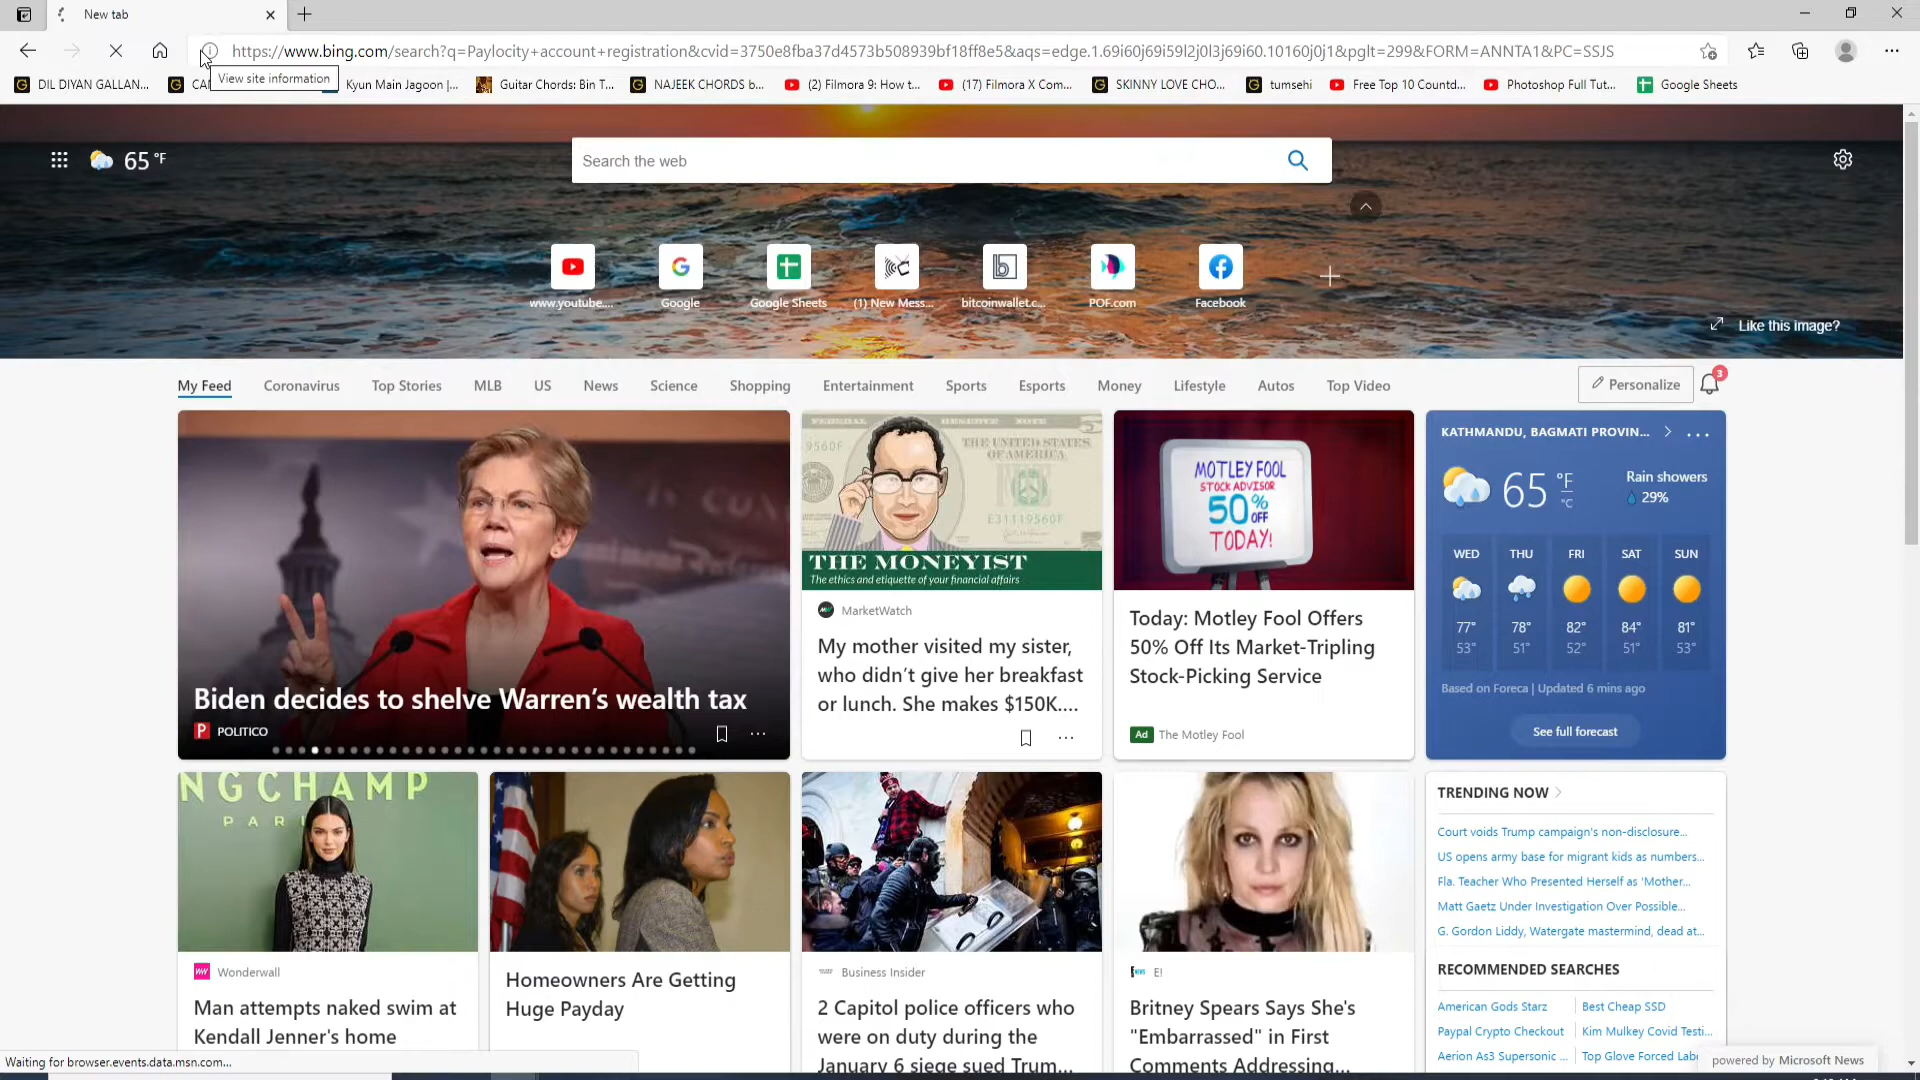 New tab
https://www.bing.com/search?q=Paylocity+account+registration&cvid=3750e8fba37d4573b508939bf18ff8e5&aqs=edge.1.69i60j69i59l2j0l3j69i60.10160j0j1&pglt=299&FORM=ANNTA1&PC=SSJS
View site information
DIL DIYAN GALLAN...
CA
Kyun Main Jagoon |...
Guitar Chords: Bin T...
NAJEEK CHORDS b...
(2) Filmora 9: How t...
(17) Filmora X Com...
SKINNY LOVE CHO...
tumsehi
Free Top 10 Countd...
Photoshop Full Tut...
Google Sheets
65 °F
Search the web
www.youtube....
Google
Google Sheets
(1) New Mess...
bitcoinwallet.c...
POF.com
Facebook
Like this image?
My Feed
Coronavirus
Top Stories
MLB
US
News
Science
Shopping
Entertainment
Sports
Esports
Money
Lifestyle
Autos
Top Video
Personalize
3
Biden decides to shelve Warren’s wealth tax
POLITICO
FEDERAL RESERVE NOTE
9560F
THE UNITED STATES
OF AMERICA
E31119560F
THE MONEYIST
The ethics and etiquette of your financial affairs
MarketWatch
My mother visited my sister,
who didn’t give her breakfast
or lunch. She makes $150K....
MOTLEY FOOL
STOCK ADVISOR
50% OFF
TODAY!
Today: Motley Fool Offers
50% Off Its Market-Tripling
Stock-Picking Service
Ad The Motley Fool
KATHMANDU, BAGMATI PROVIN...
65 °F
°C
Rain showers
29%
WED THU FRI SAT SUN
77° 78° 82° 84° 81°
53° 51° 52° 51° 53°
Based on Foreca | Updated 6 mins ago
See full forecast
NGCHAMP
PARI
Wonderwall
Man attempts naked swim at
Kendall Jenner's home
Homeowners Are Getting
Huge Payday
Business Insider
2 Capitol police officers who
were on duty during the
January 6 siege sued Trum...
E!
Britney Spears Says She's
"Embarrassed" in First
Comments Addressing...
TRENDING NOW
Court voids Trump campaign's non-disclosure...
US opens army base for migrant kids as numbers...
Fla. Teacher Who Presented Herself as 'Mother...
Matt Gaetz Under Investigation Over Possible...
G. Gordon Liddy, Watergate mastermind, dead at...
RECOMMENDED SEARCHES
American Gods Starz
Best Cheap SSD
Paypal Crypto Checkout
Kim Mulkey Covid Testi...
Aerion As3 Supersonic ...
Top Glove Forced Labo
powered by Microsoft News
Waiting for browser.events.data.msn.com...